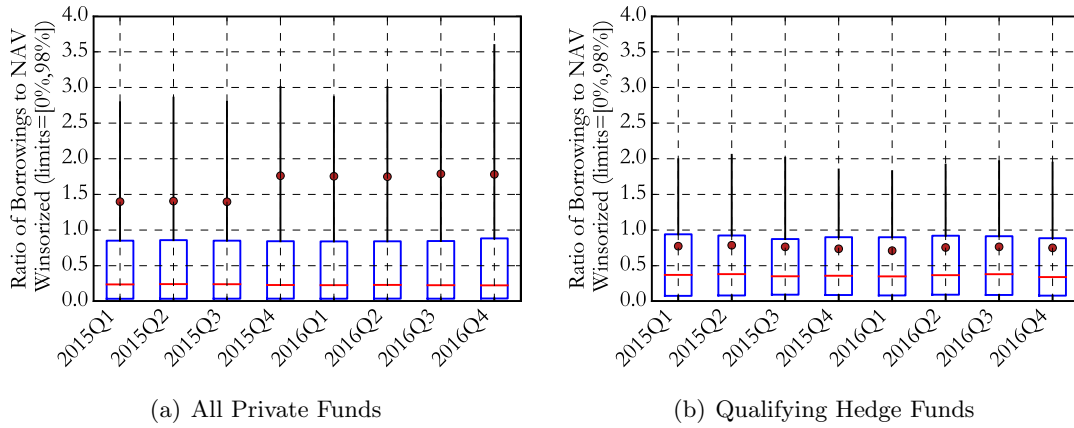 Ratio of Borrowings to NAV
Winsorized (limits=[0%,98%])
4.0
3.5
3.0
2.5
2.0
1.5
1.0
0.5
0.0
2015Q1
2015Q2
2015Q3
2015Q4
2016Q1
2016Q2
2016Q3
2016Q4
(a) All Private Funds
Ratio of Borrowings to NAV
Winsorized (limits=[0%,98%])
4.0
3.5
3.0
2.5
2.0
1.5
1.0
0.5
0.0
2015Q1
2015Q2
2015Q3
2015Q4
2016Q1
2016Q2
2016Q3
2016Q4
(b) Qualifying Hedge Funds